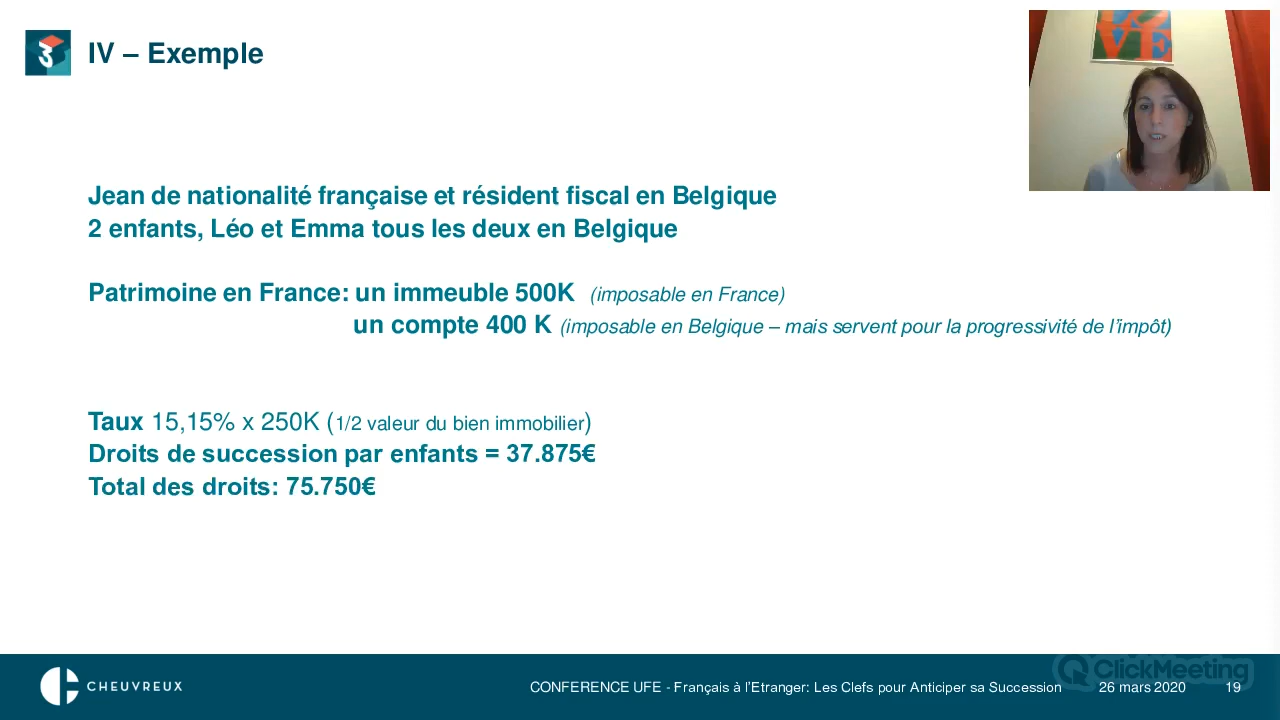 IV – Exemple
LOVE
Jean de nationalité française et résident fiscal en Belgique
2 enfants, Léo et Emma tous les deux en Belgique
Patrimoine en France: un immeuble 500K (imposable en France)
un compte 400 K (imposable en Belgique – mais servent pour la progressivité de l'impôt)
Taux 15,15% x 250K (1/2 valeur du bien immobilier)
Droits de succession par enfants = 37.875€
Total des droits: 75.750€
ClickMeeting
CHEUVREUX
CONFERENCE UFE - Français à l'Etranger: Les Clefs pour Anticiper sa Succession
26 mars 2020
19